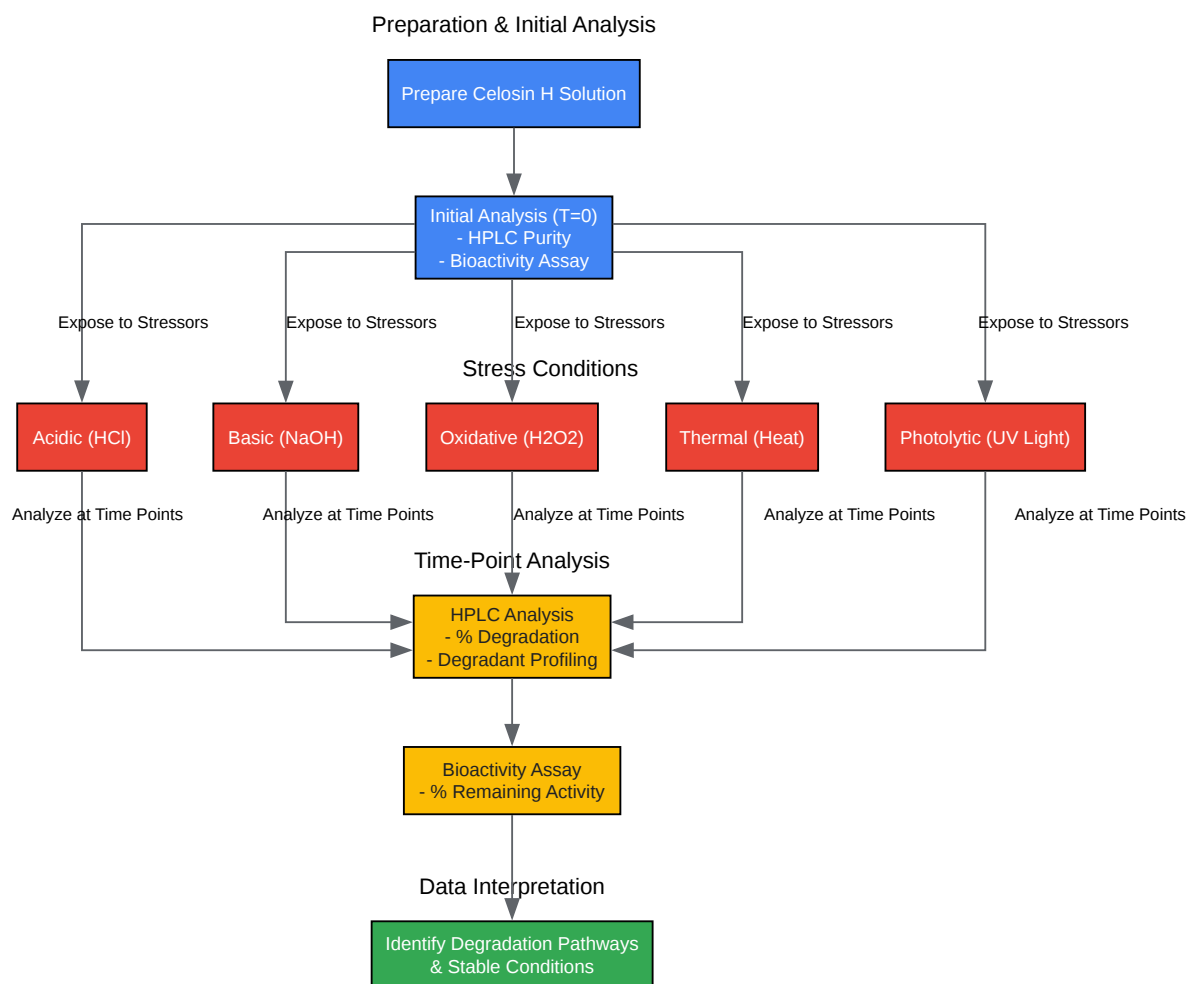 Preparation & Initial Analysis
Prepare Celosin H Solution
Initial Analysis (T=0)
- HPLC Purity
- Bioactivity Assay
Expose to Stressors
Expose to Stressors
Expose to Stressors
Expose to Stressors
Expose to Stressors
Stress Conditions
Acidic (HCl)
Basic (NaOH)
Oxidative (H2O2)
Thermal (Heat)
Photolytic (UV Light)
Analyze at Time Points
Analyze at Time Points
Analyze at Time Points
Analyze at Time Points
Analyze at Time Points
Time-Point Analysis
HPLC Analysis
- % Degradation
- Degradant Profiling
Bioactivity Assay
- % Remaining Activity
Data Interpretation
Identify Degradation Pathways
& Stable Conditions